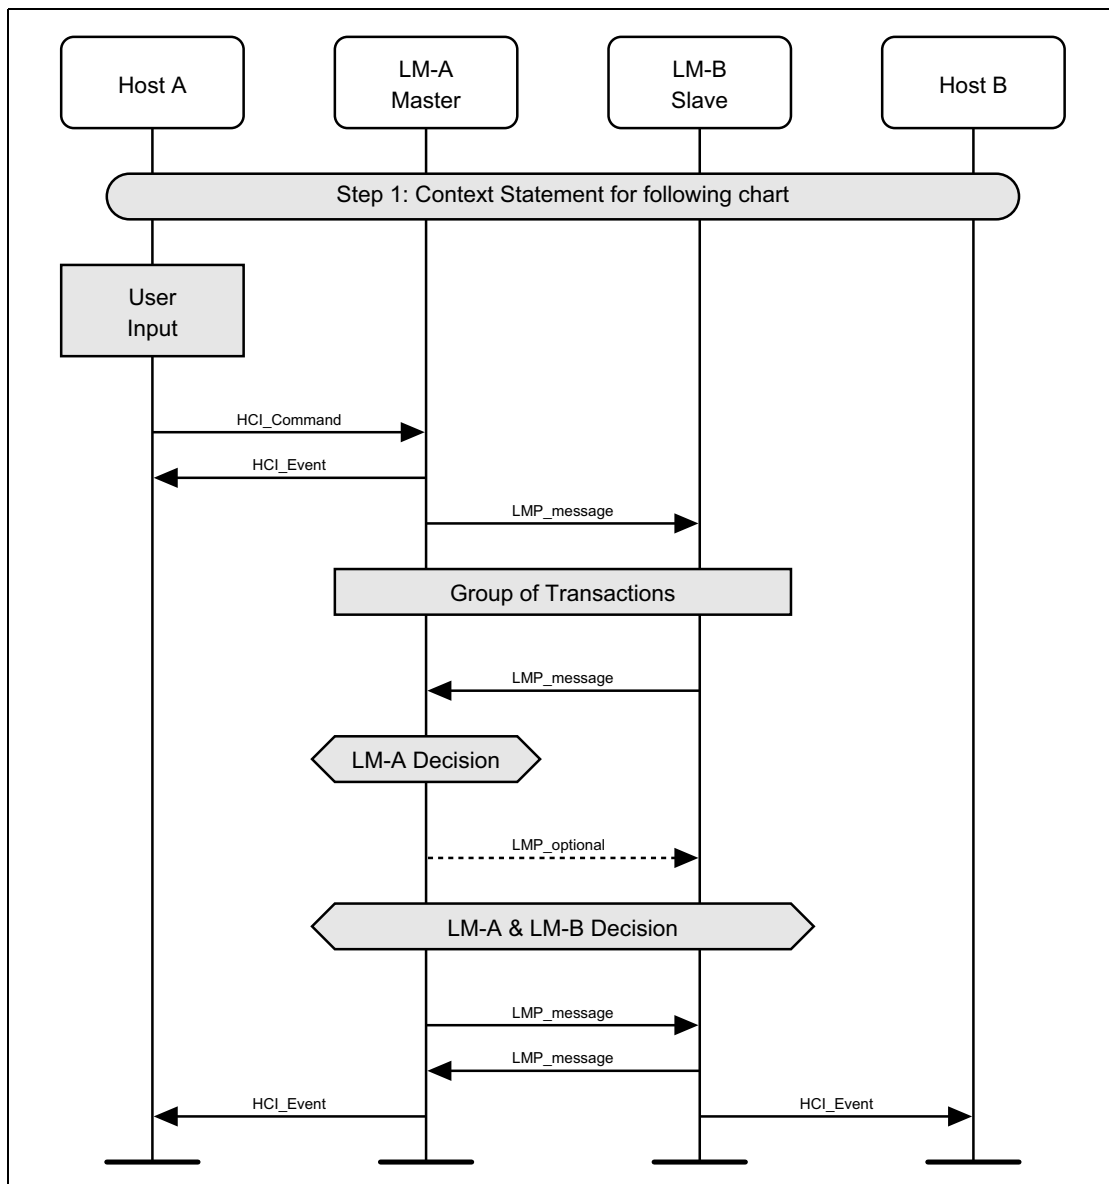 Host A
LM-A
Master
LM-B
Slave
Host B
Step 1: Context Statement for following chart
User
Input
HCI_Command
HCI_Event
LMP_message
Group of Transactions
LMP_message
LM-A Decision
LMP_optional
LM-A & LM-B Decision
LMP_message
LMP_message
HCI_Event
HCI_Event